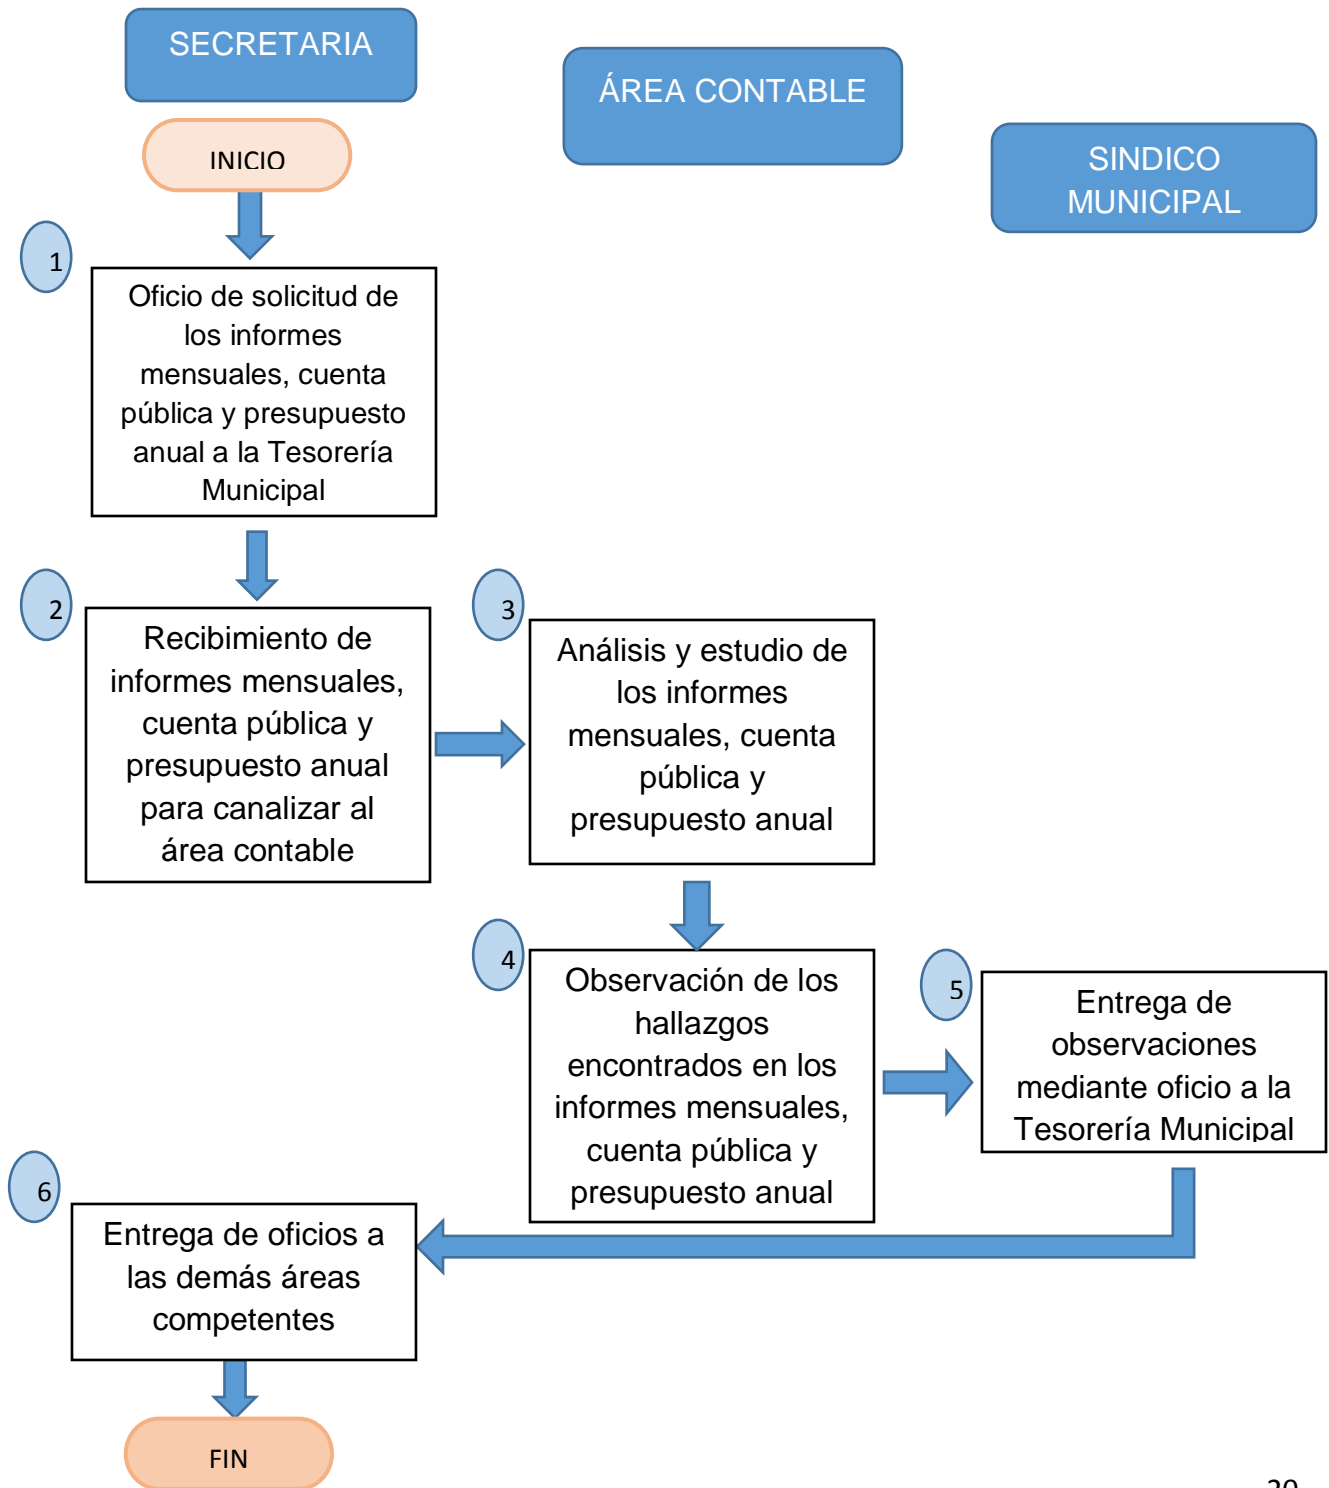 SECRETARIA
ÁREA CONTABLE
SINDICO
MUNICIPAL
INICIO
1
Oficio de solicitud de
los informes
mensuales, cuenta
pública y presupuesto
anual a la Tesorería
Municipal
2
Recibimiento de
informes mensuales,
cuenta pública y
presupuesto anual
para canalizar al
área contable
3
Análisis y estudio de
los informes
mensuales, cuenta
pública y
presupuesto anual
4
Observación de los
hallazgos
encontrados en los
informes mensuales,
cuenta pública y
presupuesto anual
5
Entrega de
observaciones
mediante oficio a la
Tesorería Municipal
6
Entrega de oficios a
las demás áreas
competentes
FIN